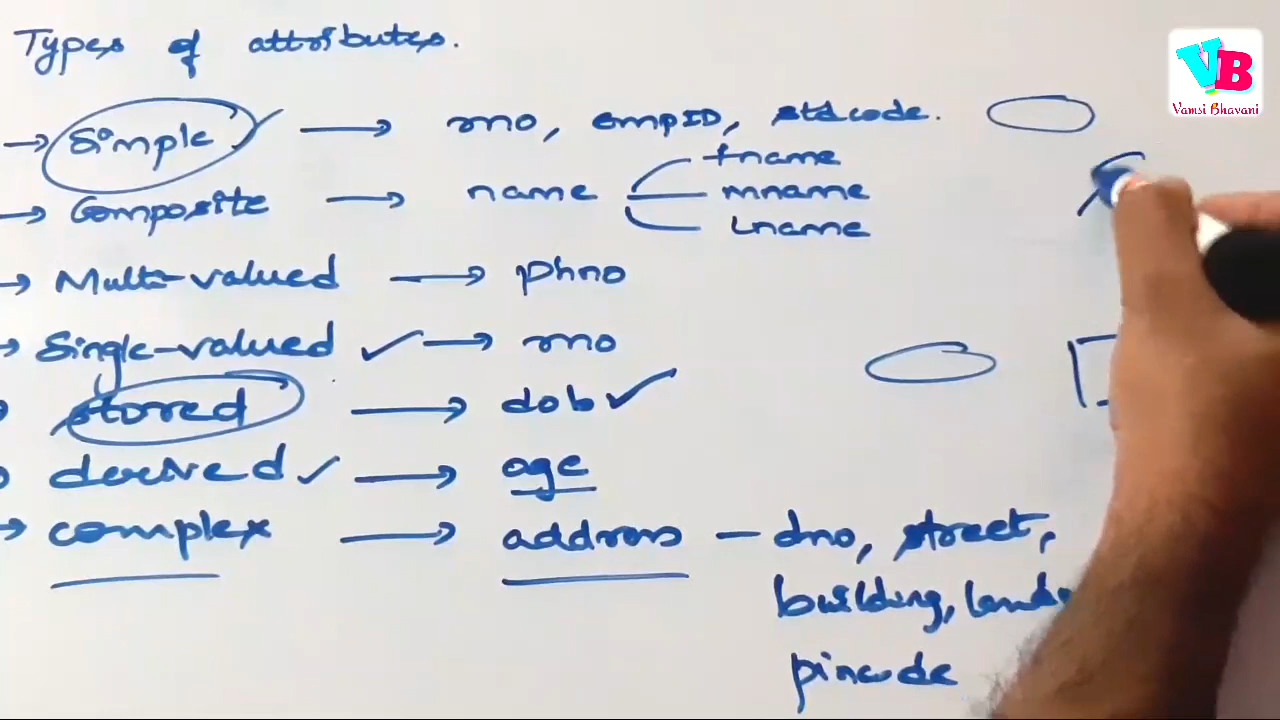 Types of attributes.
VB
Vamsi Bhavani
→ Simple → rno, empID, stdcode.
→ Composite → name fname
mname
Lname
→ Multi-valued → phno
→ Single-valued ✓ → rno
stored → dob ✓
derived ✓ → age
→ complex → address - dno, street,
building,
pincode